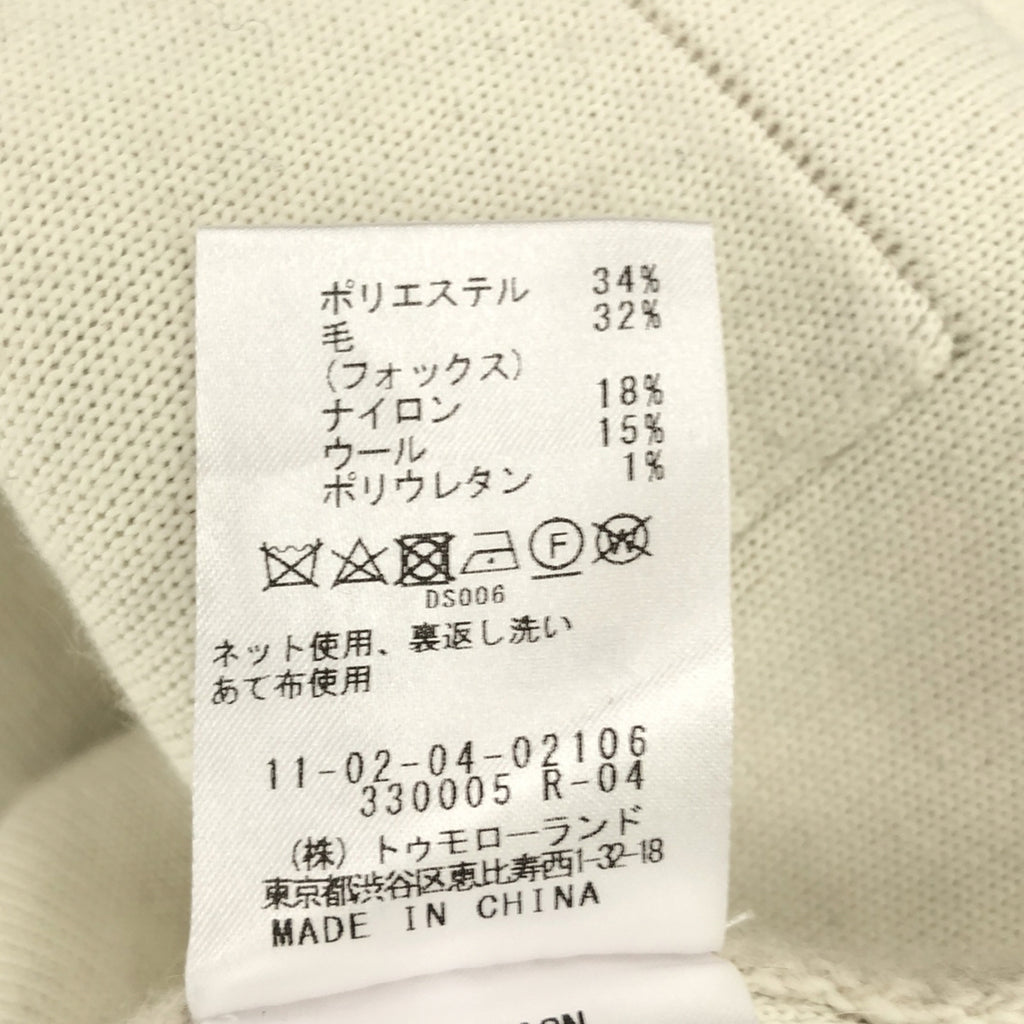 ポリエステル 34%
毛 32%
(フォックス)
ナイロン 18%
ウール 15%
ポリウレタン 1%
F W
DS006
ネット使用、裏返し洗い
あて布使用
11-02-04-02106
330005 R-04
(株) トゥモローランド
東京都渋谷区恵比寿西1-32-18
MADE IN CHINA